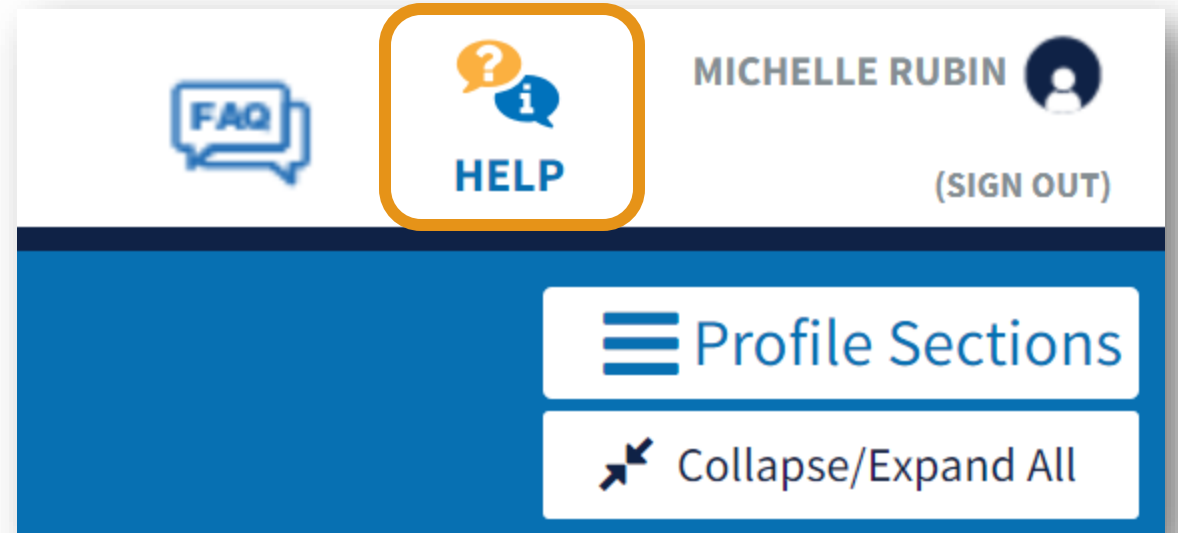 FAQ
? i
HELP
MICHELLE RUBIN
(SIGN OUT)
Profile Sections
Collapse/Expand All